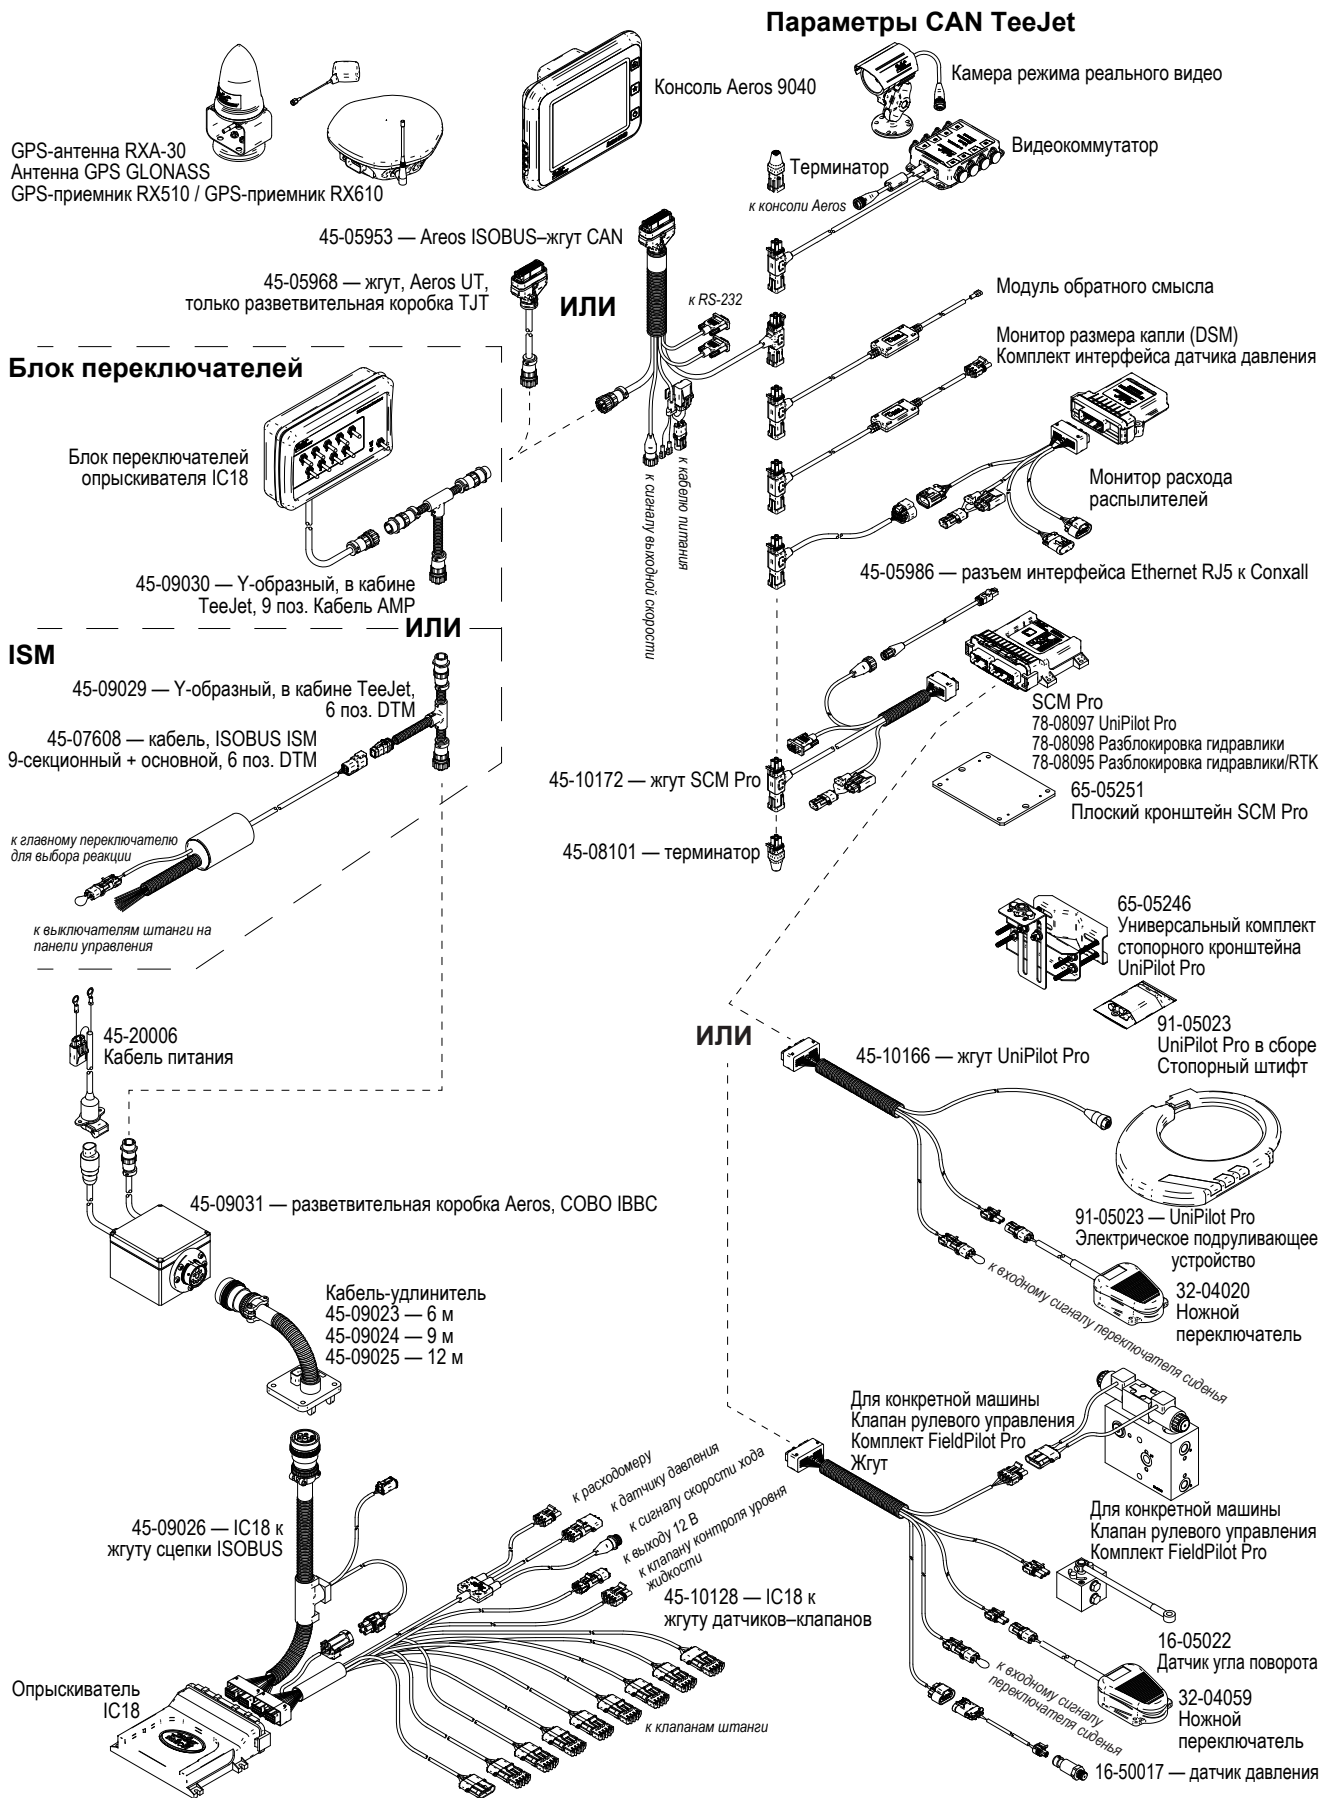 Параметры CAN TeeJet
GPS-антенна RXA-30
Антенна GPS GLONASS
GPS-приемник RX510 / GPS-приемник RX610
Консоль Aeros 9040
Камера режима реального видео
Видеокоммутатор
Терминатор
к консоли Aeros
45-05953 — Areos ISOBUS–жгут CAN
45-05968 — жгут, Aeros UT,
только разветвительная коробка TJT
ИЛИ
к RS-232
Модуль обратного смысла
Монитор размера капли (DSM)
Комплект интерфейса датчика давления
Блок переключателей
Блок переключателей
опрыскивателя IC18
к сигналу выходной скорости
к кабелю питания
Монитор расхода
распылителей
45-09030 — Y-образный, в кабине
TeeJet, 9 поз. Кабель AMP
45-05986 — разъем интерфейса Ethernet RJ5 к Conxall
ИЛИ
ISM
45-09029 — Y-образный, в кабине TeeJet,
6 поз. DTM
45-07608 — кабель, ISOBUS ISM
9-секционный + основной, 6 поз. DTM
SCM Pro
78-08097 UniPilot Pro
78-08098 Разблокировка гидравлики
78-08095 Разблокировка гидравлики/RTK
45-10172 — жгут SCM Pro
65-05251
Плоский кронштейн SCM Pro
к главному переключателю
для выбора реакции
45-08101 — терминатор
к выключателям штанги на
панели управления
65-05246
Универсальный комплект
стопорного кронштейна
UniPilot Pro
45-20006
Кабель питания
91-05023
UniPilot Pro в сборе
Стопорный штифт
ИЛИ
45-10166 — жгут UniPilot Pro
45-09031 — разветвительная коробка Aeros, COBO IBBC
91-05023 — UniPilot Pro
Электрическое подруливающее
устройство
к входному сигналу переключателя сиденья
32-04020
Ножной
переключатель
Кабель-удлинитель
45-09023 — 6 м
45-09024 — 9 м
45-09025 — 12 м
Для конкретной машины
Клапан рулевого управления
Комплект FieldPilot Pro
Жгут
к расходомеру
к датчику давления
к сигналу скорости хода
к выходу 12 В
к клапану контроля уровня
жидкости
Для конкретной машины
Клапан рулевого управления
Комплект FieldPilot Pro
45-09026 — IC18 к
жгуту сцепки ISOBUS
45-10128 — IC18 к
жгуту датчиков–клапанов
16-05022
Датчик угла поворота
Опрыскиватель
IC18
к клапанам штанги
к входному сигналу
переключателя сиденья
32-04059
Ножной
переключатель
16-50017 — датчик давления